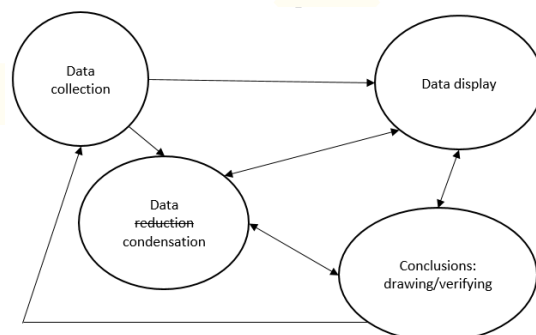 Data
collection
Data display
Data
reduction
condensation
Conclusions:
drawing/verifying